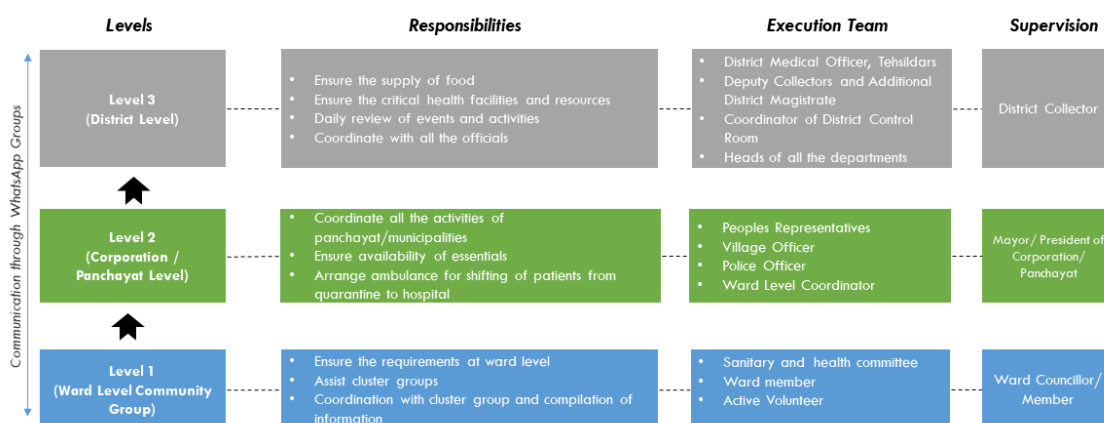 Levels
Responsibilities
Execution Team
Supervision
Communication through WhatsApp Groups
Level 3
(District Level)
• Ensure the supply of food
• Ensure the critical health facilities and resources
• Daily review of events and activities
• Coordinate with all the officials
• District Medical Officer, Tehsildars
• Deputy Collectors and Additional
District Magistrate
• Coordinator of District Control
Room
• Heads of all the departments
District Collector
Level 2
(Corporation /
Panchayat Level)
• Coordinate all the activities of
panchayat/municipalities
• Ensure availability of essentials
• Arrange ambulance for shifting of patients from
quarantine to hospital
• Peoples Representatives
• Village Officer
• Police Officer
• Ward Level Coordinator
Mayor/ President of
Corporation/
Panchayat
Level 1
(Ward Level Community
Group)
• Ensure the requirements at ward level
• Assist cluster groups
• Coordination with cluster group and compilation of
information
• Sanitary and health committee
• Ward member
• Active Volunteer
Ward Councillor/
Member